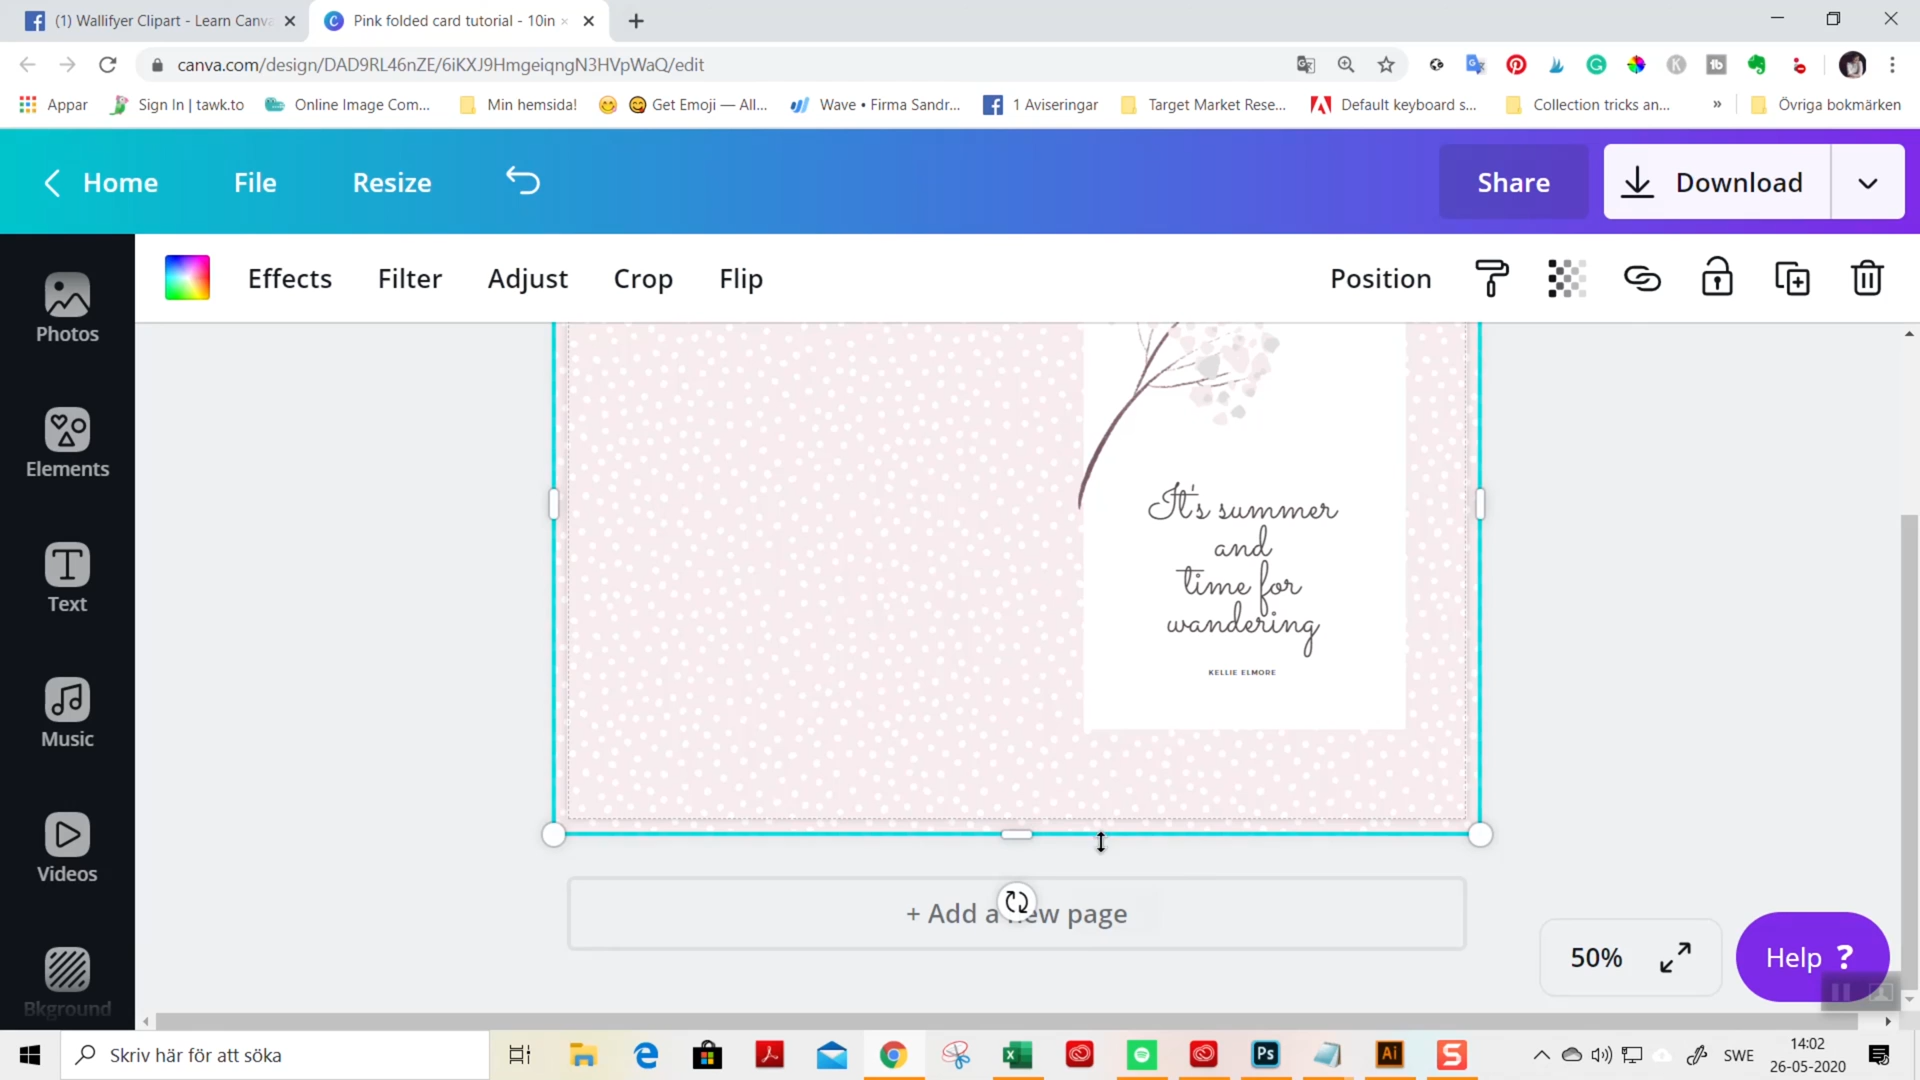 (1) Wallifyer Clipart - Learn Canva
Pink folded card tutorial - 10in
canva.com/design/DAD9RL46nZE/6iKXJ9HmgeiqngN3HVpWaQ/edit
Appar
Sign In | tawk.to
Online Image Com...
Min hemsida!
Get Emoji — All...
Wave • Firma Sandr...
1 Aviseringar
Target Market Rese...
Default keyboard s...
Collection tricks an...
»
Övriga bokmärken
Home
File
Resize
Share
Download
Effects
Filter
Adjust
Crop
Flip
Position
Photos
Elements
Text
Music
Videos
Bkground
It's summer
and
time for
wandering
KELLIE ELMORE
+ Add a new page
50%
Help ?
Skriv här för att söka
SWE
14:02
26-05-2020